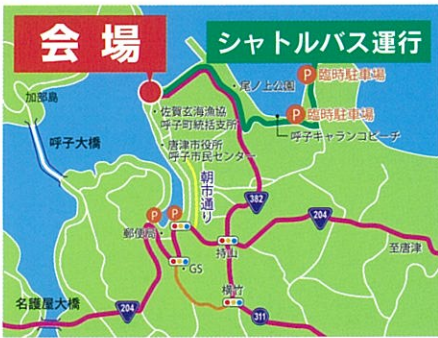 会場
シャトルバス運行
P 臨時駐車場
・尾ノ上公園
加部島
P 臨時駐車場
・佐賀玄海漁協
呼子町統括支所
呼子キャランコビーチ
呼子大橋
・唐津市役所
呼子市民センター
朝市通り
382
204
P P
郵便局・
持山
至唐津
・GS
横竹
名護屋大橋
204
311